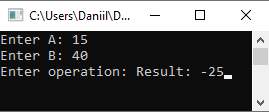 C:\Users\Daniil\D...
Enter A: 15
Enter B: 40
Enter operation: Result: -25